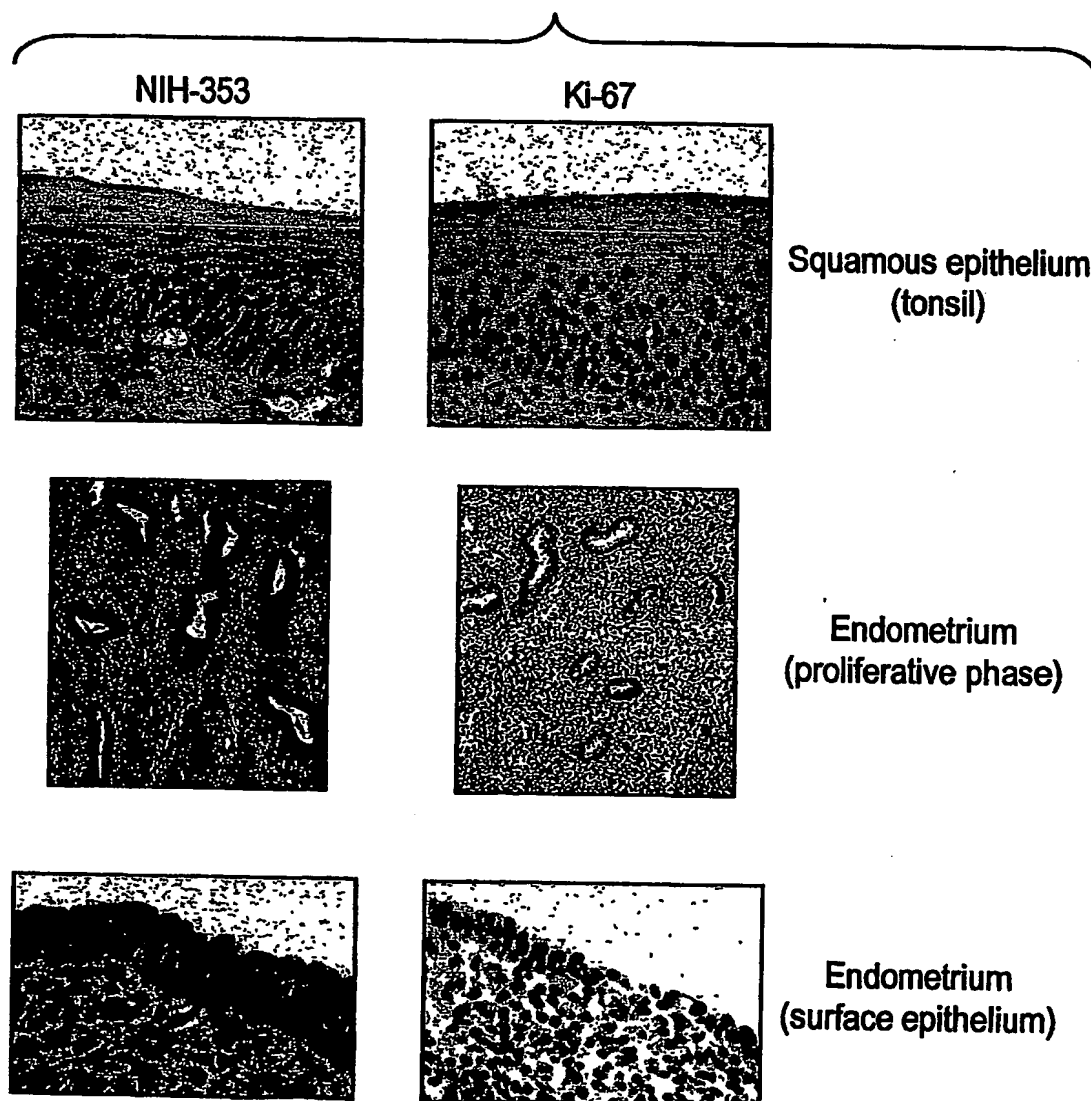 NIH-353
Ki-67
Squamous epithelium
(tonsil)
Endometrium
(proliferative phase)
Endometrium
(surface epithelium)